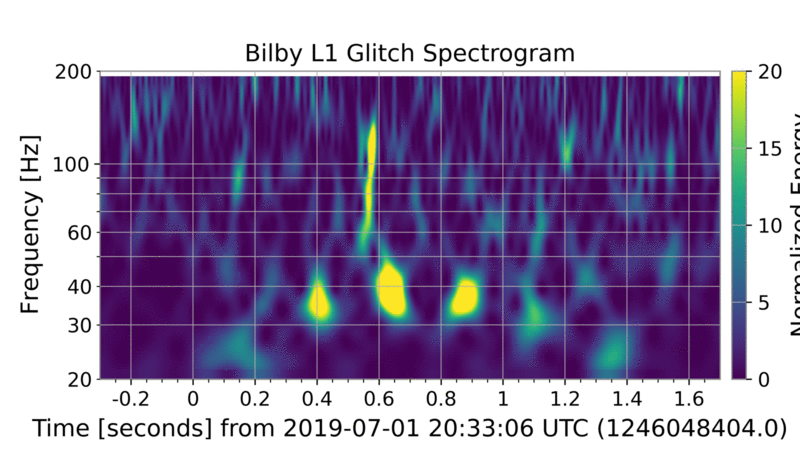 Bilby L1 Glitch Spectrogram
200
100
60
40
30
20
Frequency [Hz]
-0.2 0 0.2 0.4 0.6 0.8 1 1.2 1.4 1.6
Time [seconds] from 2019-07-01 20:33:06 UTC (1246048404.0)
20
15
10
5
0
Normalized Energy